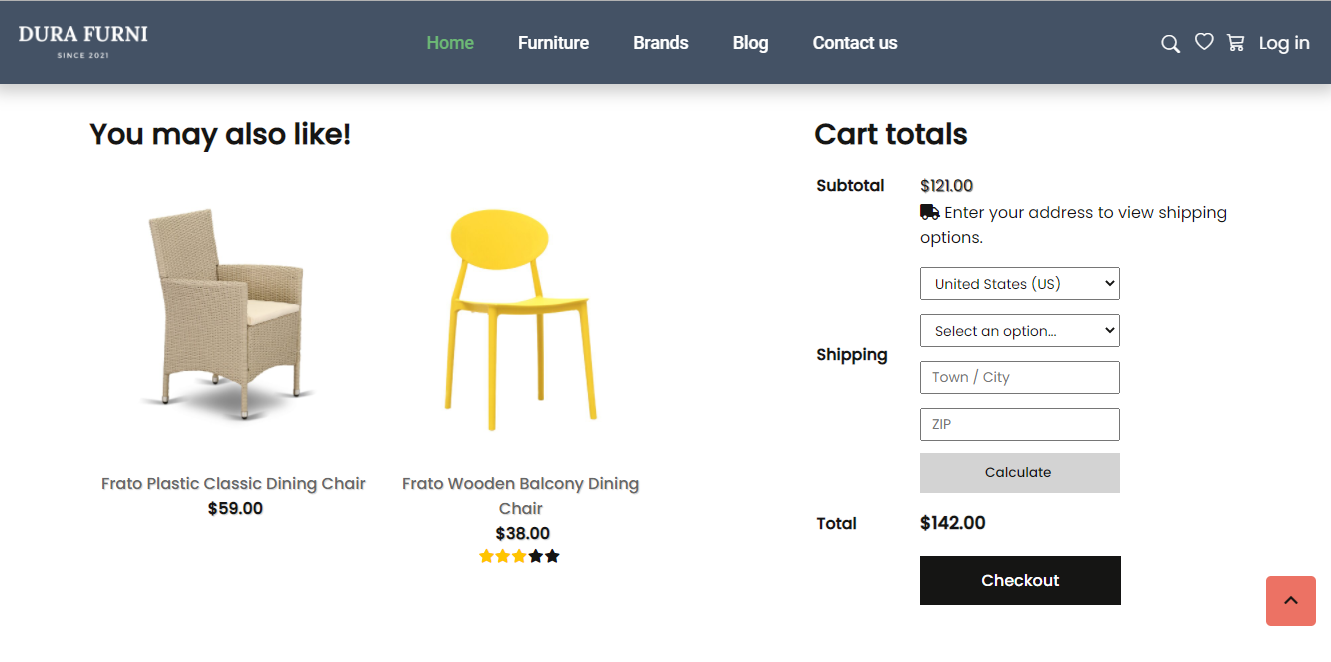 DURA FURNI
SINCE 2021
Home
Furniture
Brands
Blog
Contact us
Log in
You may also like!
Frato Plastic Classic Dining Chair
$59.00
Frato Wooden Balcony Dining
Chair
$38.00
Cart totals
Subtotal
$121.00
Enter your address to view shipping
options.
Shipping
United States (US)
Select an option...
Town / City
ZIP
Calculate
Total
$142.00
Checkout